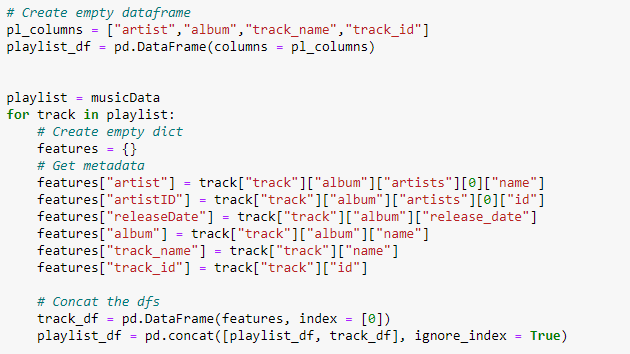 # Create empty dataframe
pl_columns = ["artist","album","track_name","track_id"]
playlist_df = pd.DataFrame(columns = pl_columns)
playlist = musicData
for track in playlist:
# Create empty dict
features = {}
# Get metadata
features["artist"] = track["track"]["album"]["artists"][0]["name"]
features["artistID"] = track["track"]["album"]["artists"][0]["id"]
features["releaseDate"] = track["track"]["album"]["release_date"]
features["album"] = track["track"]["album"]["name"]
features["track_name"] = track["track"]["name"]
features["track_id"] = track["track"]["id"]
# Concat the dfs
track_df = pd.DataFrame(features, index = [0])
playlist_df = pd.concat([playlist_df, track_df], ignore_index = True)